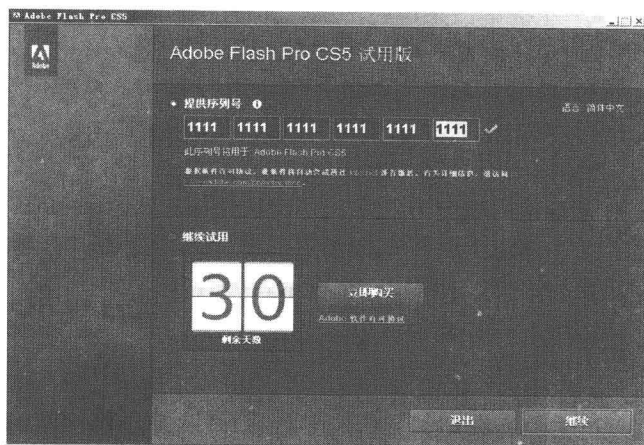 Adobe Flash Pro CS5
Adobe
Adobe Flash Pro CS5 试用版
提供序列号
语言 简体中文
1111 1111 1111 1111 1111 1111
此序列号将用于 Adobe Flash Pro CS5
继续试用
30
立即购买
Adobe 软件许可协议
剩余天数
退出
继续